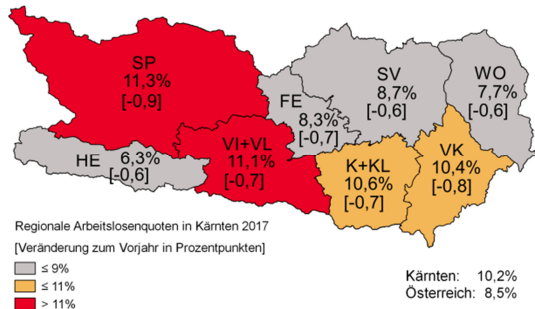 SP
11,3%
[-0,9]
FE
8,3%
[-0,7]
SV
8,7%
[-0,6]
WO
7,7%
[-0,6]
HE
6,3%
[-0,6]
VI+VL
11,1%
[-0,7]
K+KL
10,6%
[-0,7]
VK
10,4%
[-0,8]
Regionale Arbeitslosenquoten in Kärnten 2017
[Veränderung zum Vorjahr in Prozentpunkten]
≤ 9%
≤ 11%
> 11%
Kärnten: 10,2%
Österreich: 8,5%